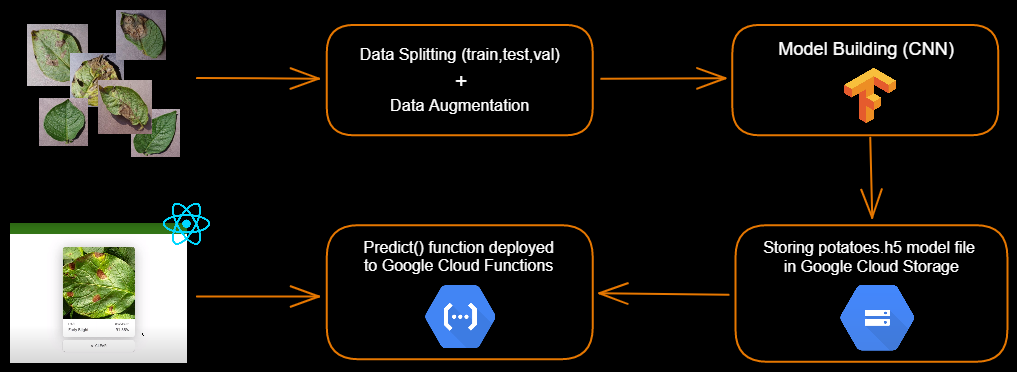 Data Splitting (train,test,val)
+
Data Augmentation
Model Building (CNN)
Storing potatoes.h5 model file
in Google Cloud Storage
Predict() function deployed
to Google Cloud Functions